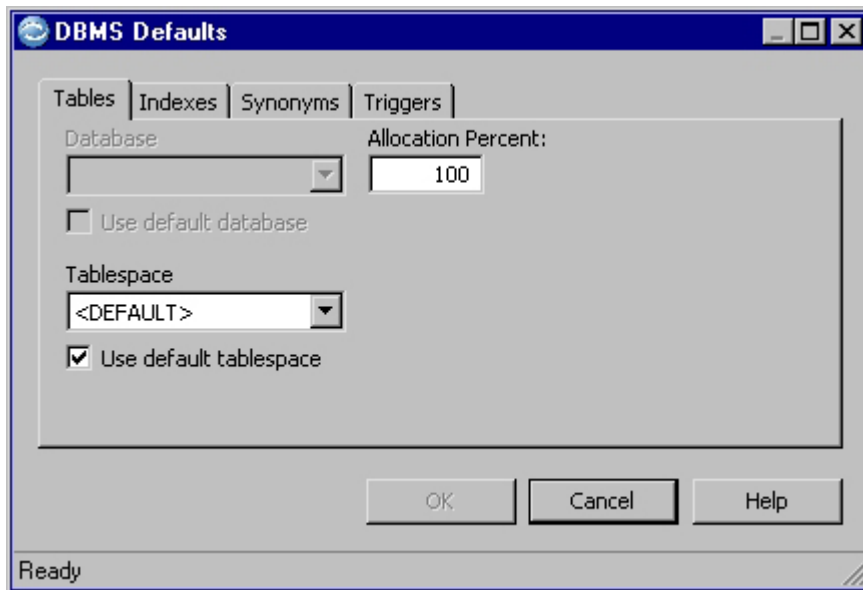 DBMS Defaults
Tables Indexes Synonyms Triggers
Database Allocation Percent:
100
Use default database
Tablespace
<DEFAULT>
Use default tablespace
OK Cancel Help
Ready